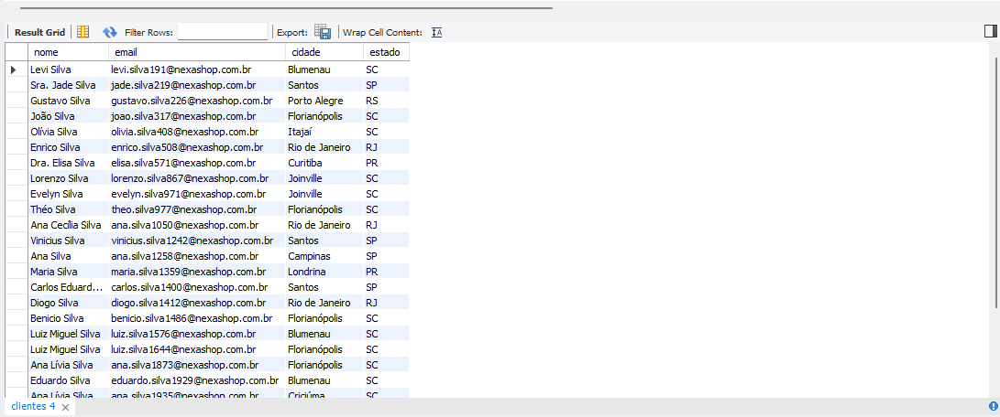 Result Grid Filter Rows: Export: Wrap Cell Content: IA
nome email cidade estado
Levi Silva levi.silva191@nexashop.com.br Blumenau SC
Sra. Jade Silva jade.silva219@nexashop.com.br Santos SP
Gustavo Silva gustavo.silva226@nexashop.com.br Porto Alegre RS
João Silva joao.silva317@nexashop.com.br Florianópolis SC
Olívia Silva olivia.silva408@nexashop.com.br Itajaí SC
Enrico Silva enrico.silva508@nexashop.com.br Rio de Janeiro RJ
Dra. Elisa Silva elisa.silva571@nexashop.com.br Curitiba PR
Lorenzo Silva lorenzo.silva867@nexashop.com.br Joinville SC
Evelyn Silva evelyn.silva971@nexashop.com.br Joinville SC
Théo Silva theo.silva977@nexashop.com.br Florianópolis SC
Ana Cecília Silva ana.silva1050@nexashop.com.br Rio de Janeiro RJ
Vinicius Silva vinicius.silva1242@nexashop.com.br Santos SP
Ana Silva ana.silva1258@nexashop.com.br Campinas SP
Maria Silva maria.silva1359@nexashop.com.br Londrina PR
Carlos Eduard... carlos.silva1400@nexashop.com.br Santos SP
Diogo Silva diogo.silva1412@nexashop.com.br Rio de Janeiro RJ
Benicio Silva benicio.silva1486@nexashop.com.br Florianópolis SC
Luiz Miguel Silva luiz.silva1576@nexashop.com.br Blumenau SC
Luiz Miguel Silva luiz.silva1644@nexashop.com.br Florianópolis SC
Ana Lívia Silva ana.silva1873@nexashop.com.br Florianópolis SC
Eduardo Silva eduardo.silva1929@nexashop.com.br Blumenau SC
Ana Lívia Silva ana.silva1935@nexashop.com.br Criciúma SC
clientes 4